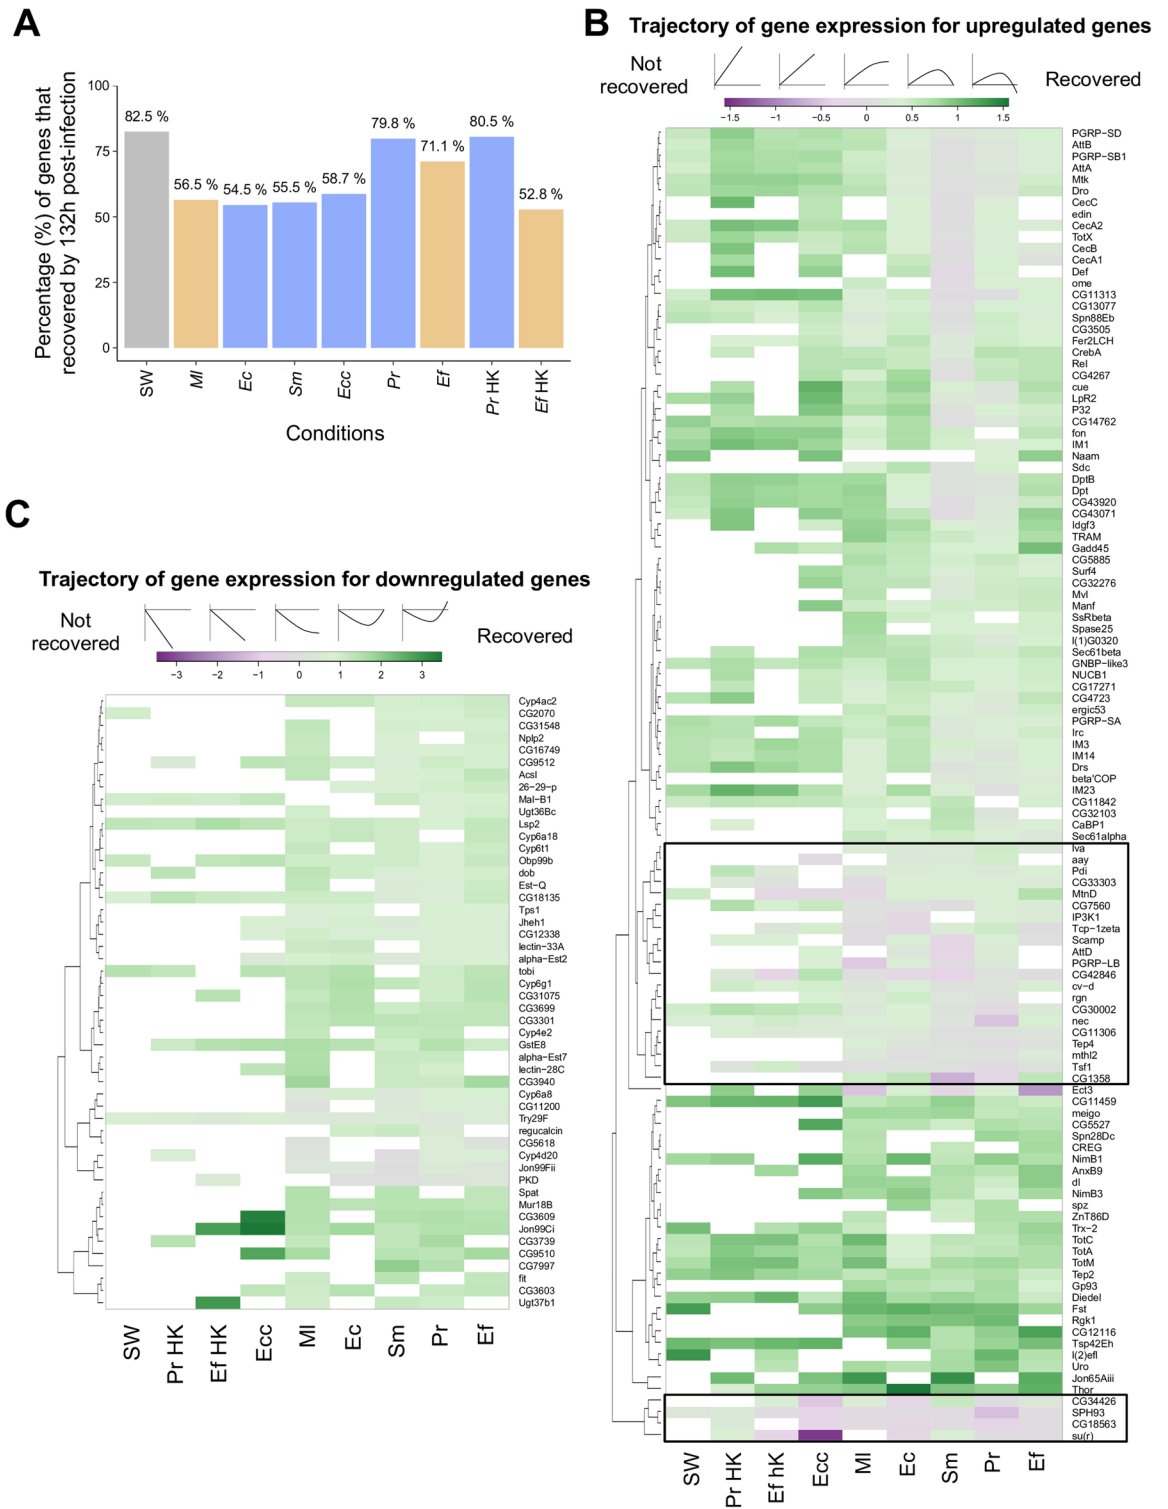 A
Percentage (%) of genes that
recovered by 132h post-infection
100
75
50
25
0
82.5 %
56.5 %
54.5 %
55.5 %
58.7 %
79.8 %
71.1 %
80.5 %
52.8 %
SW
Ml
Ec
Sm
Ecc
Pr
Ef
Pr HK
Ef HK
Conditions
B
Trajectory of gene expression for upregulated genes
Not
recovered
Recovered
−1.5
−1
−0.5
0
0.5
1
1.5
PGRP−SD
AttB
PGRP−SB1
AttA
Mtk
Dro
CecC
edin
CecA2
TotX
CecB
CecA1
Def
ome
CG11313
CG13077
Spn88Eb
CG3505
Fer2LCH
CrebA
Rel
CG4267
cue
LpR2
P32
CG14762
fon
IM1
Naam
Sdc
DptB
Dpt
CG43920
CG43071
Idgf3
TRAM
Gadd45
CG5885
Surf4
CG32276
Mvl
Manf
SsRbeta
Spase25
l(1)G0320
Sec61beta
GNBP−like3
NUCB1
CG17271
CG4723
ergic53
PGRP−SA
Irc
IM3
IM14
Drs
beta'COP
IM23
CG11842
CG32103
CaBP1
Sec61alpha
lva
aay
Pdi
CG33303
MtnD
CG7560
IP3K1
Tcp−1zeta
Scamp
AttD
PGRP−LB
CG42846
cv−d
rgn
CG30002
nec
CG11306
Tep4
mthl2
Tsf1
CG1358
Ect3
CG11459
meigo
CG5527
Spn28Dc
CREG
NimB1
AnxB9
dl
NimB3
spz
ZnT86D
Trx−2
TotC
TotA
TotM
Tep2
Gp93
Diedel
Fst
Rgk1
CG12116
Tsp42Eh
l(2)efl
Uro
Jon65Aiii
Thor
CG34426
SPH93
CG18563
su(r)
SW
Pr HK
Ef hK
Ecc
Ml
Ec
Sm
Pr
Ef
C
Trajectory of gene expression for downregulated genes
Not
recovered
Recovered
−3
−2
−1
0
1
2
3
Cyp4ac2
CG2070
CG31548
Nplp2
CG16749
CG9512
Acsl
26−29−p
Mal−B1
Ugt36Bc
Lsp2
Cyp6a18
Cyp6t1
Obp99b
dob
Est−Q
CG18135
Tps1
Jheh1
CG12338
lectin−33A
alpha−Est2
tobi
Cyp6g1
CG31075
CG3699
CG3301
Cyp4e2
GstE8
alpha−Est7
lectin−28C
CG3940
Cyp6a8
CG11200
Try29F
regucalcin
CG5618
Cyp4d20
Jon99Fii
PKD
Spat
Mur18B
CG3609
Jon99Ci
CG3739
CG9510
CG7997
fit
CG3603
Ugt37b1
SW
Pr HK
Ef HK
Ecc
Ml
Ec
Sm
Pr
Ef